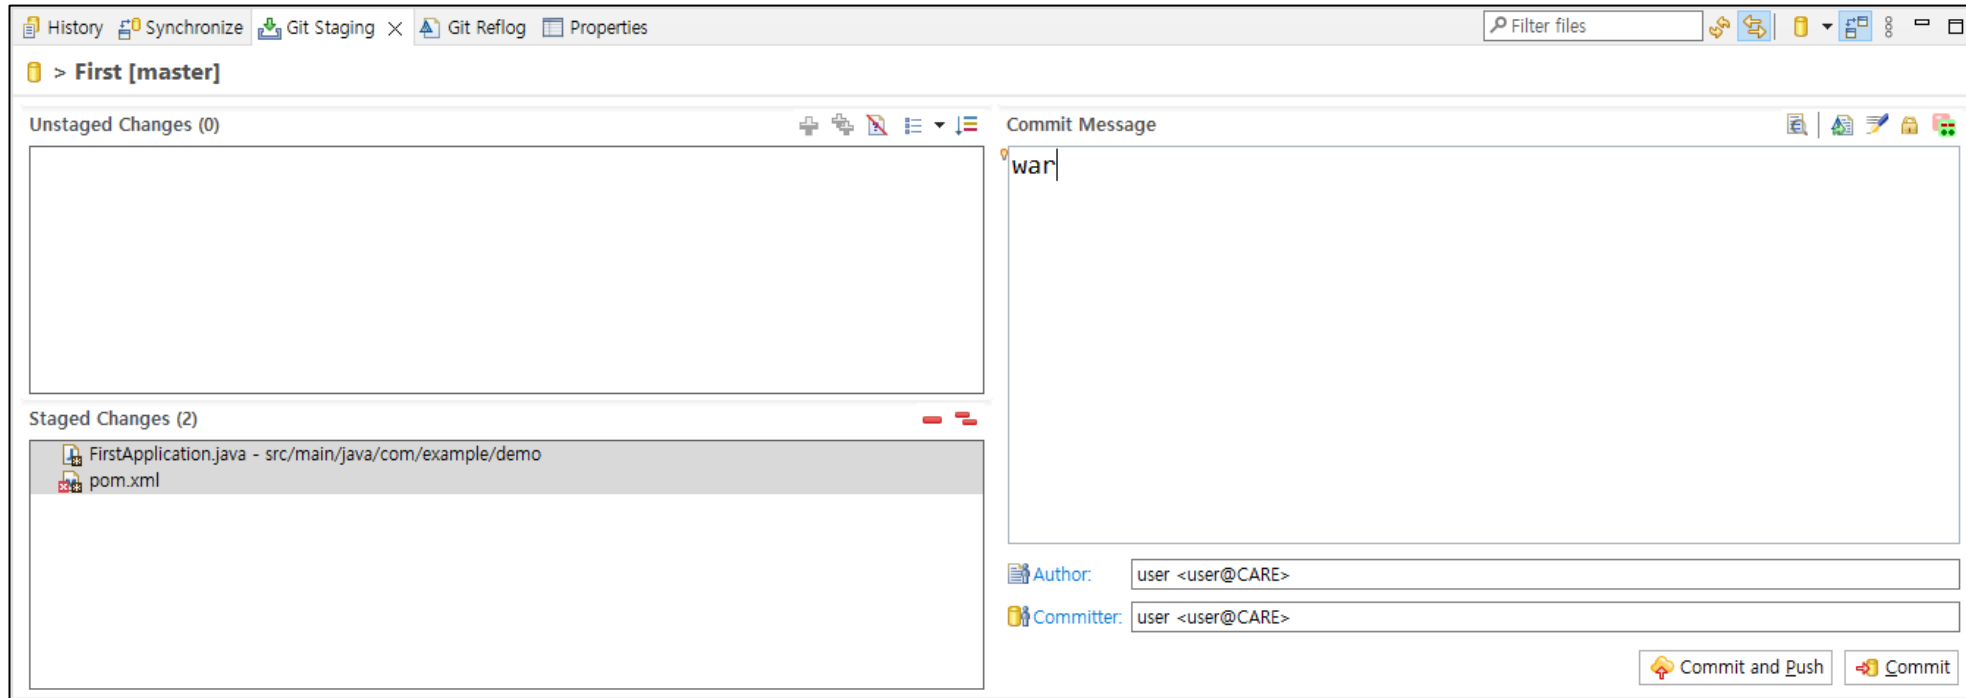 History Synchronize Git Staging Git Reflog Properties Filter files
> First [master]
Unstaged Changes (0)
Commit Message
war
Staged Changes (2)
FirstApplication.java - src/main/java/com/example/demo
pom.xml
Author: user <user@CARE>
Committer: user <user@CARE>
Commit and Push Commit